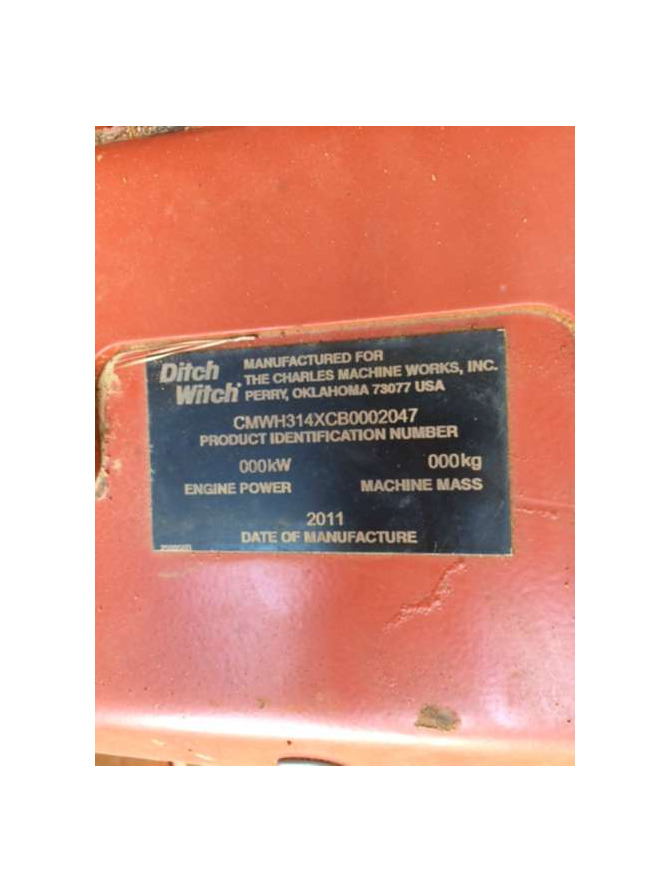 Ditch Witch
MANUFACTURED FOR
THE CHARLES MACHINE WORKS, INC.
PERRY, OKLAHOMA 73077 USA
CMWH314XCB0002047
PRODUCT IDENTIFICATION NUMBER
000kW 000kg
ENGINE POWER MACHINE MASS
2011
DATE OF MANUFACTURE